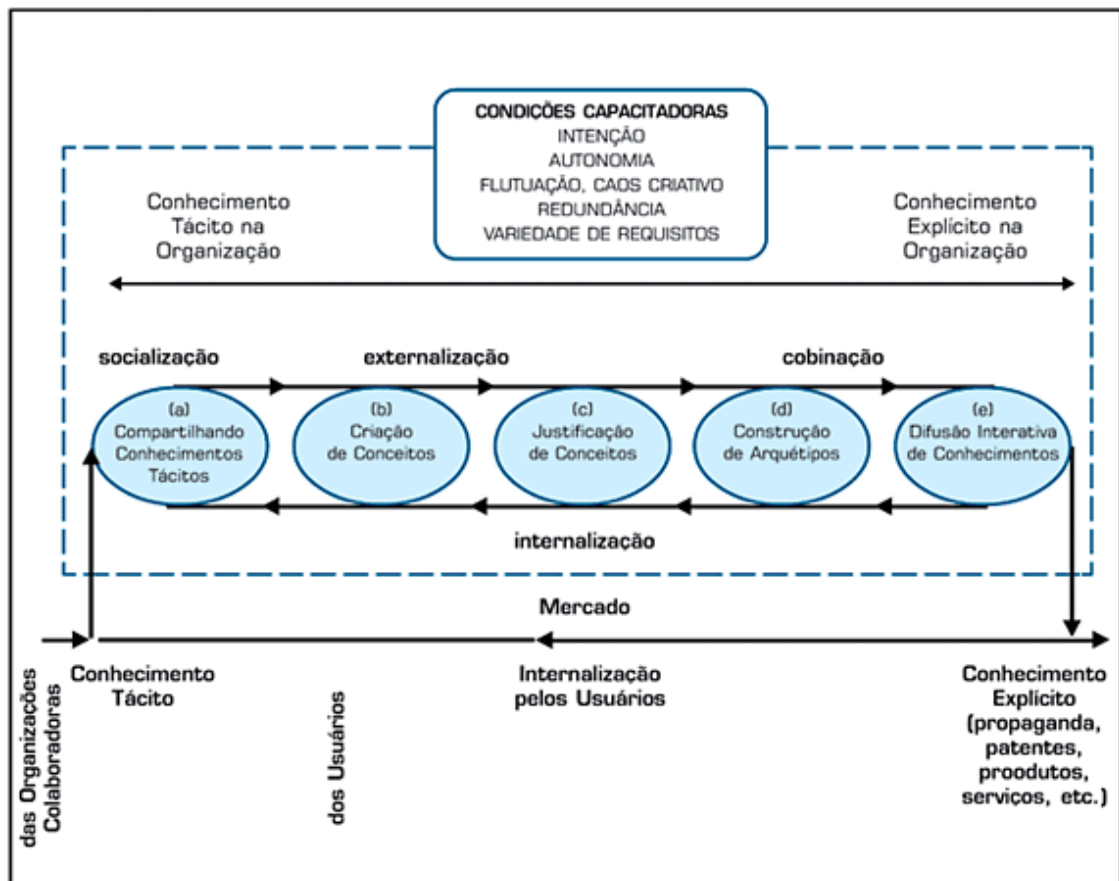 CONDIÇÕES CAPACITADORAS
INTENÇÃO
AUTONOMIA
FLUTUAÇÃO, CAOS CRIATIVO
REDUNDÂNCIA
VARIEDADE DE REQUISITOS
Conhecimento
Tácito na
Organização
Conhecimento
Explícito na
Organização
socialização
externalização
cobinação
(a)
Compartilhando
Conhecimentos
Tácitos
(b)
Criação
de Conceitos
(c)
Justificação
de Conceitos
(d)
Construção
de Arquétipos
(e)
Difusão Interativa
de Conhecimentos
internalização
Mercado
das Organizações
Colaboradoras
Conhecimento
Tácito
dos Usuários
Internalização
pelos Usuários
Conhecimento
Explícito
(propaganda,
patentes,
proodutos,
serviços, etc.)